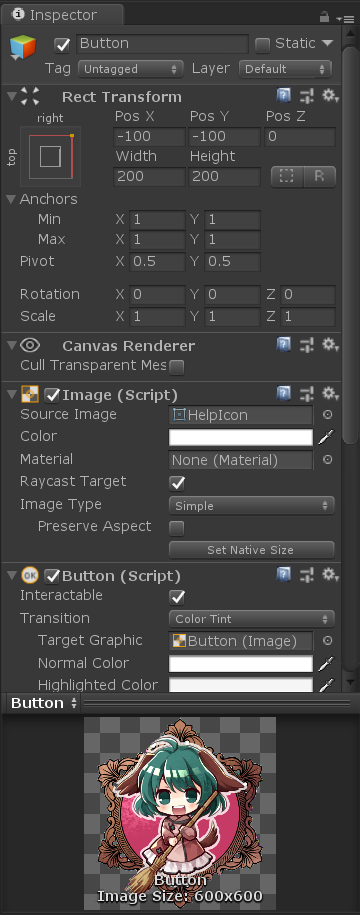 Inspector
Button
Static
Tag Untagged Layer Default
Rect Transform
right
top
Pos X Pos Y Pos Z
-100 -100 0
Width Height
200 200
R
Anchors
Min X 1 Y 1
Max X 1 Y 1
Pivot X 0.5 Y 0.5
Rotation X 0 Y 0 Z 0
Scale X 1 Y 1 Z 1
Canvas Renderer
Cull Transparent Mes
Image (Script)
Source Image HelpIcon
Color
Material None (Material)
Raycast Target
Image Type Simple
Preserve Aspect
Set Native Size
OK Button (Script)
Interactable
Transition Color Tint
Target Graphic Button (Image)
Normal Color
Highlighted Color
Button
Button
Image Size: 600x600